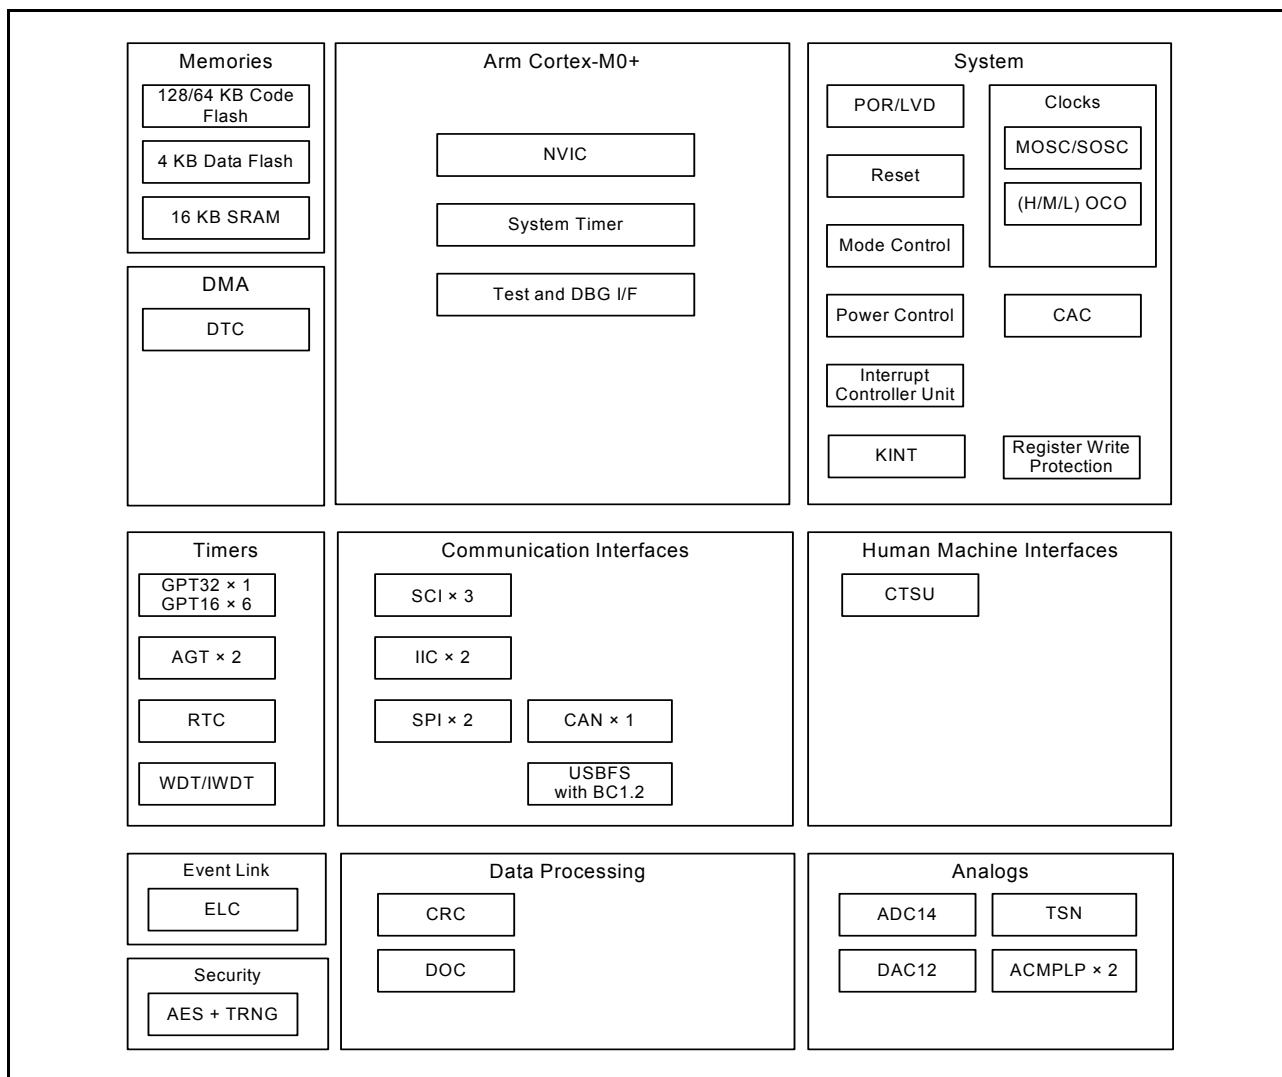 Memories
128/64 KB Code
Flash
4 KB Data Flash
16 KB SRAM
DMA
DTC
Arm Cortex-M0+
NVIC
System Timer
Test and DBG I/F
System
POR/LVD
Reset
Mode Control
Power Control
Interrupt
Controller Unit
KINT
Clocks
MOSC/SOSC
(H/M/L) OCO
CAC
Register Write
Protection
Timers
GPT32 × 1
GPT16 × 6
AGT × 2
RTC
WDT/IWDT
Communication Interfaces
SCI × 3
IIC × 2
SPI × 2
CAN × 1
USBFS
with BC1.2
Human Machine Interfaces
CTSU
Event Link
ELC
Security
AES + TRNG
Data Processing
CRC
DOC
Analogs
ADC14
TSN
DAC12
ACMPLP × 2